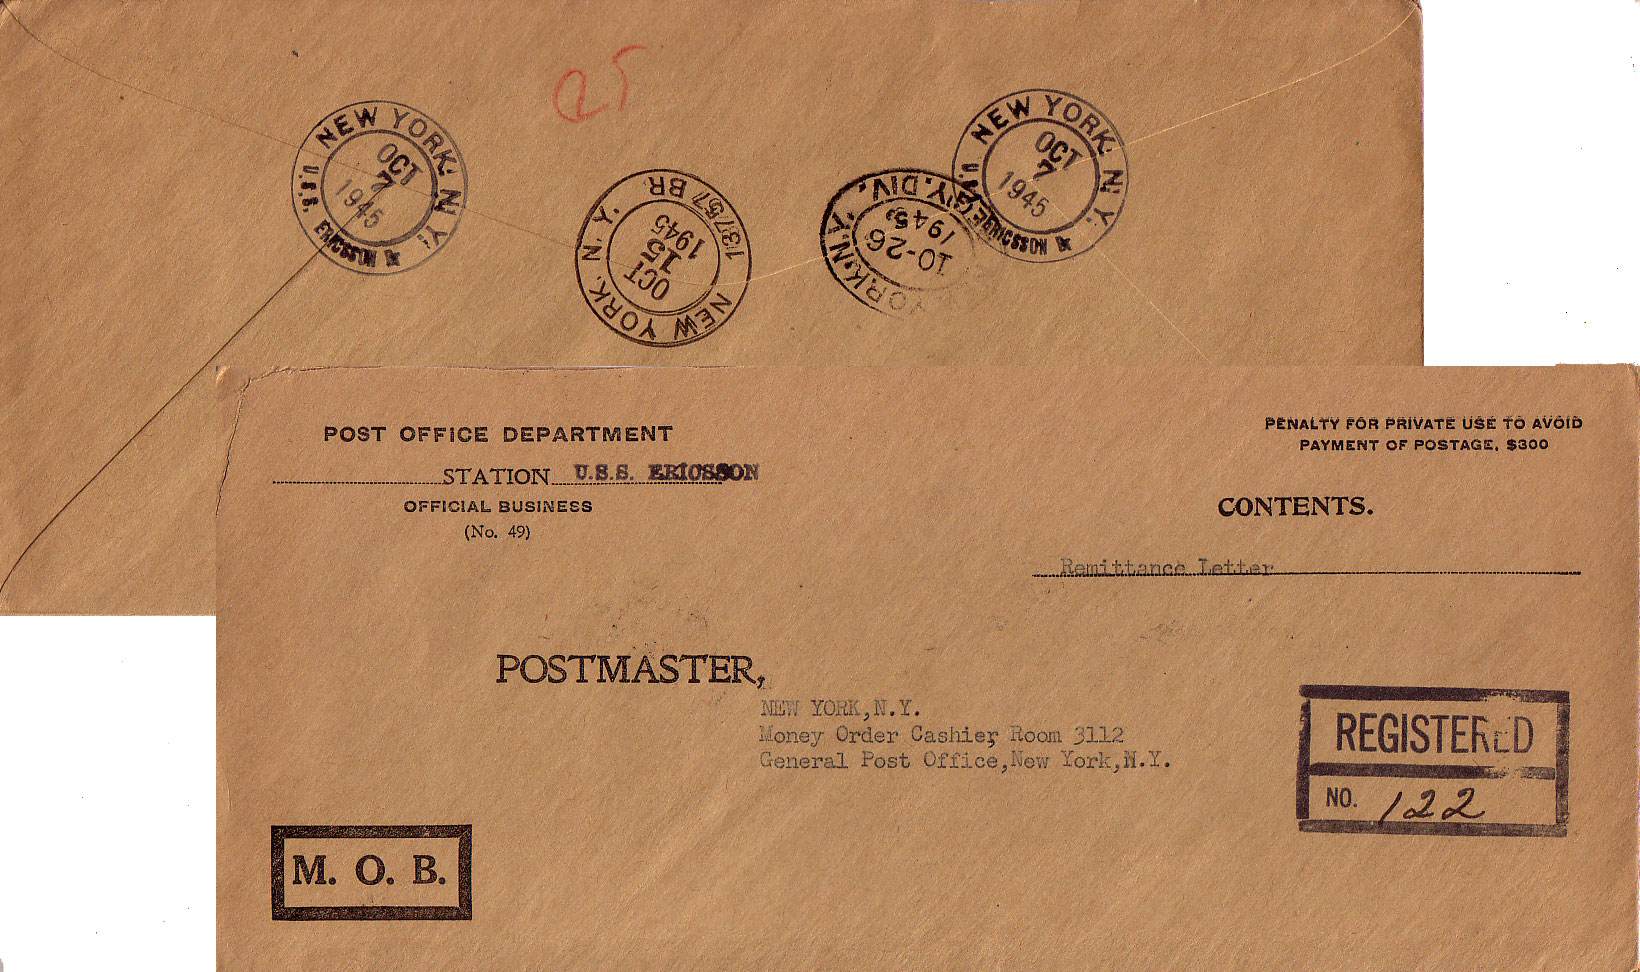 25
NEW YORK, N.Y.
OCT
7
1945
U.S.S. ERICSSON Br.
NEW YORK, N.Y.
OCT
15
1945
13757 BR.
YORK, N.Y.
DIV.
10-26
1945
NEW YORK, N.Y.
OCT
7
1945
U.S.S. ERICSSON Br.
POST OFFICE DEPARTMENT
STATION U.S.S. ERICSSON
OFFICIAL BUSINESS
(No. 49)
PENALTY FOR PRIVATE USE TO AVOID
PAYMENT OF POSTAGE, $300
CONTENTS.
Remittance Letter
POSTMASTER,
NEW YORK,N.Y.
Money Order Cashier, Room 3112
General Post Office,New York,N.Y.
REGISTERED
NO. 122
M. O. B.